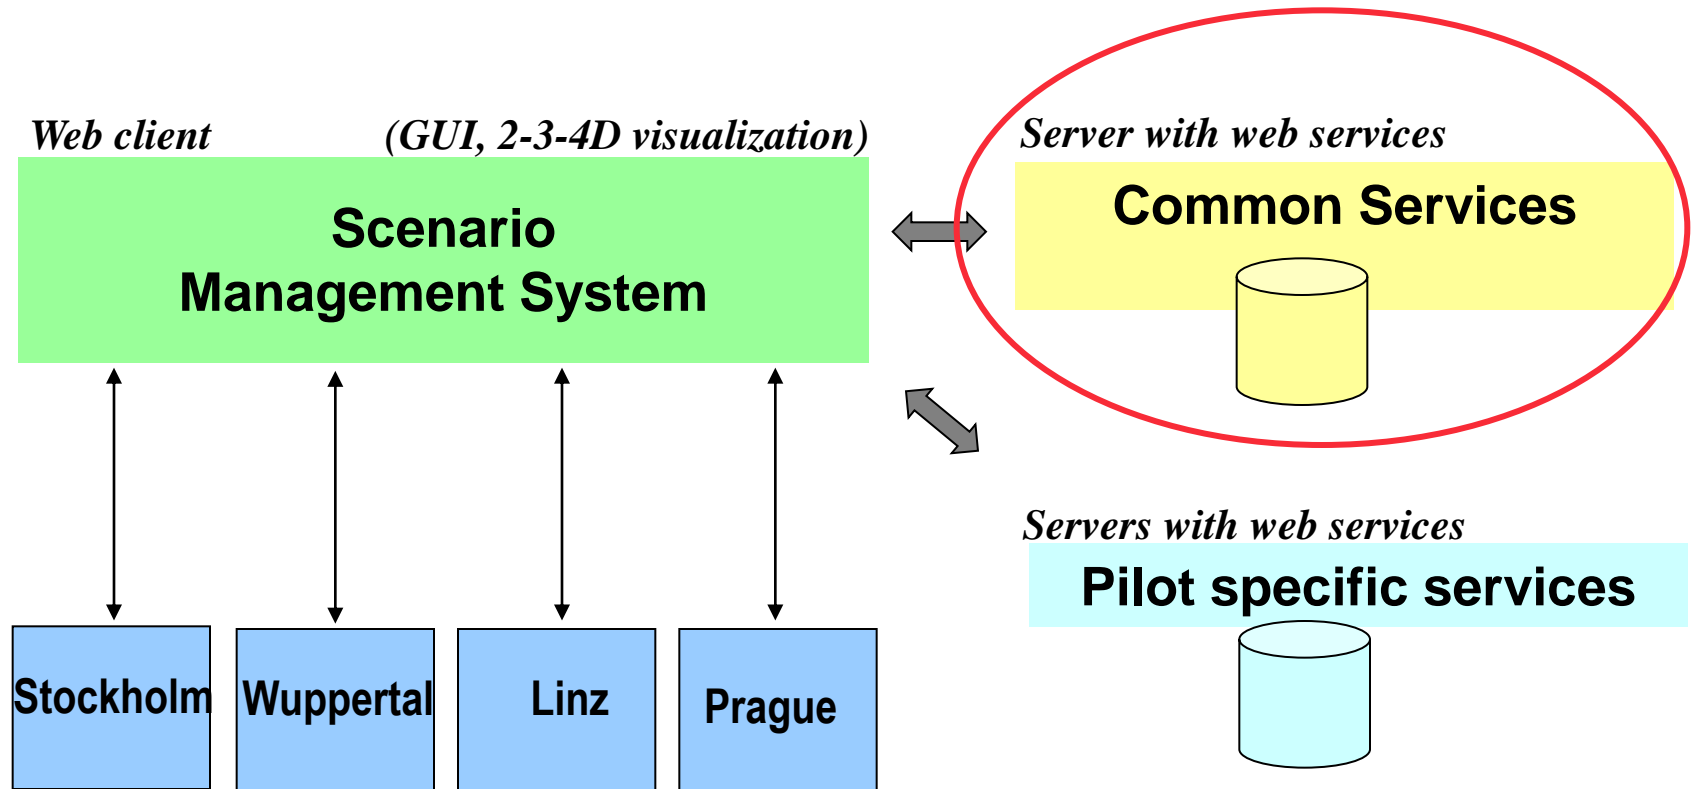 Web client (GUI, 2-3-4D visualization)
Scenario
Management System
Server with web services
Common Services
Servers with web services
Pilot specific services
Stockholm
Wuppertal
Linz
Prague